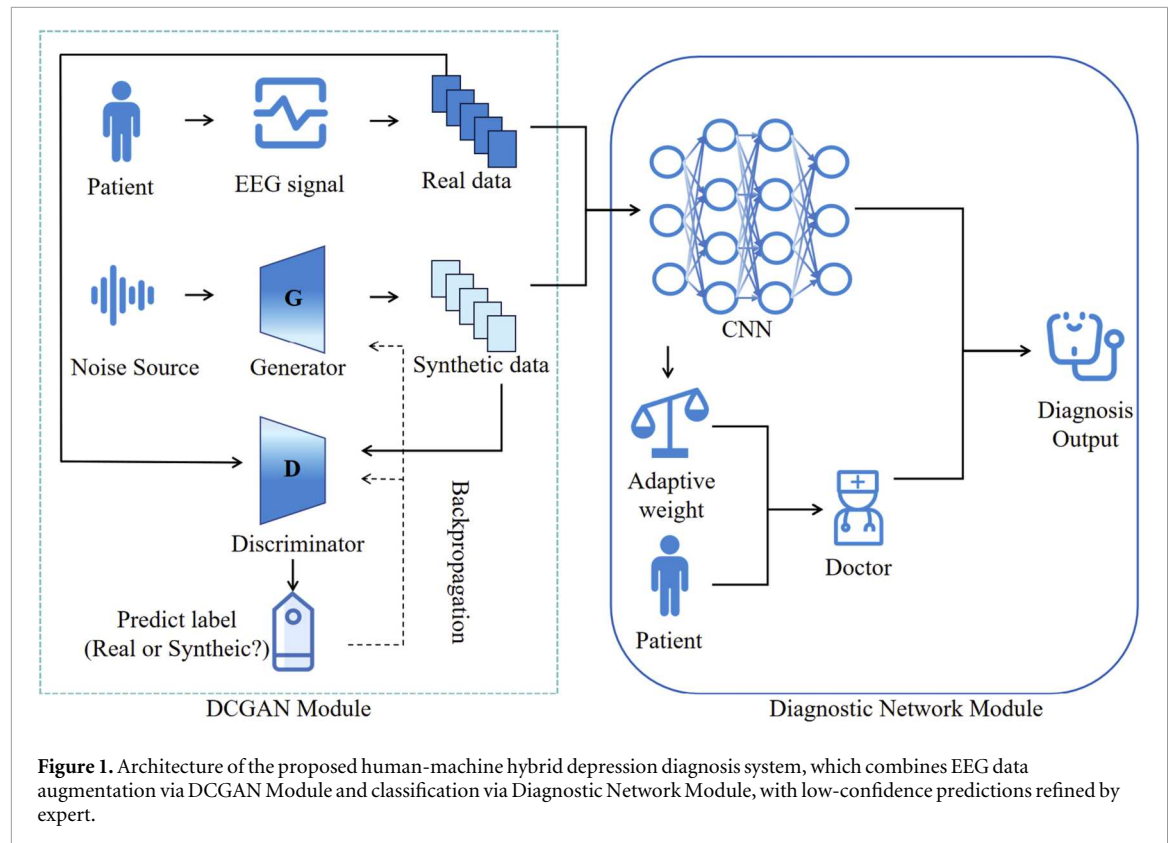 Patient
EEG signal
Real data
Noise Source
G
Generator
Synthetic data
D
Discriminator
Backpropagation
Predict label
(Real or Syntheic?)
DCGAN Module
CNN
Adaptive
weight
Patient
Doctor
Diagnosis
Output
Diagnostic Network Module
Figure 1. Architecture of the proposed human-machine hybrid depression diagnosis system, which combines EEG data
augmentation via DCGAN Module and classification via Diagnostic Network Module, with low-confidence predictions refined by
expert.